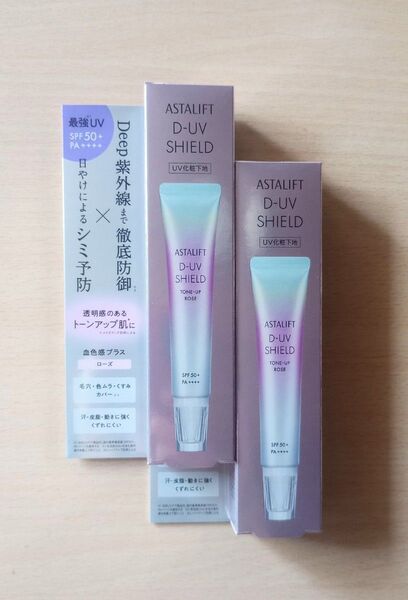 最強UV
SPF50+
PA++++
Deep紫外線まで徹底防御
×
日やけによるシミ予防
透明感のある
トーンアップ肌に
血色感プラス
ローズ
毛穴・色ムラ・くすみ
カバー
汗・皮脂・動きに強く
くずれにくい
ASTALIFT
D-UV
SHIELD
UV化粧下地
ASTALIFT
D-UV
SHIELD
TONE-UP
ROSE
SPF 50+
PA++++
ASTALIFT
D-UV
SHIELD
UV化粧下地
ASTALIFT
D-UV
SHIELD
TONE-UP
ROSE
SPF 50+
PA++++
汗・皮脂・動きに強く
くずれにくい